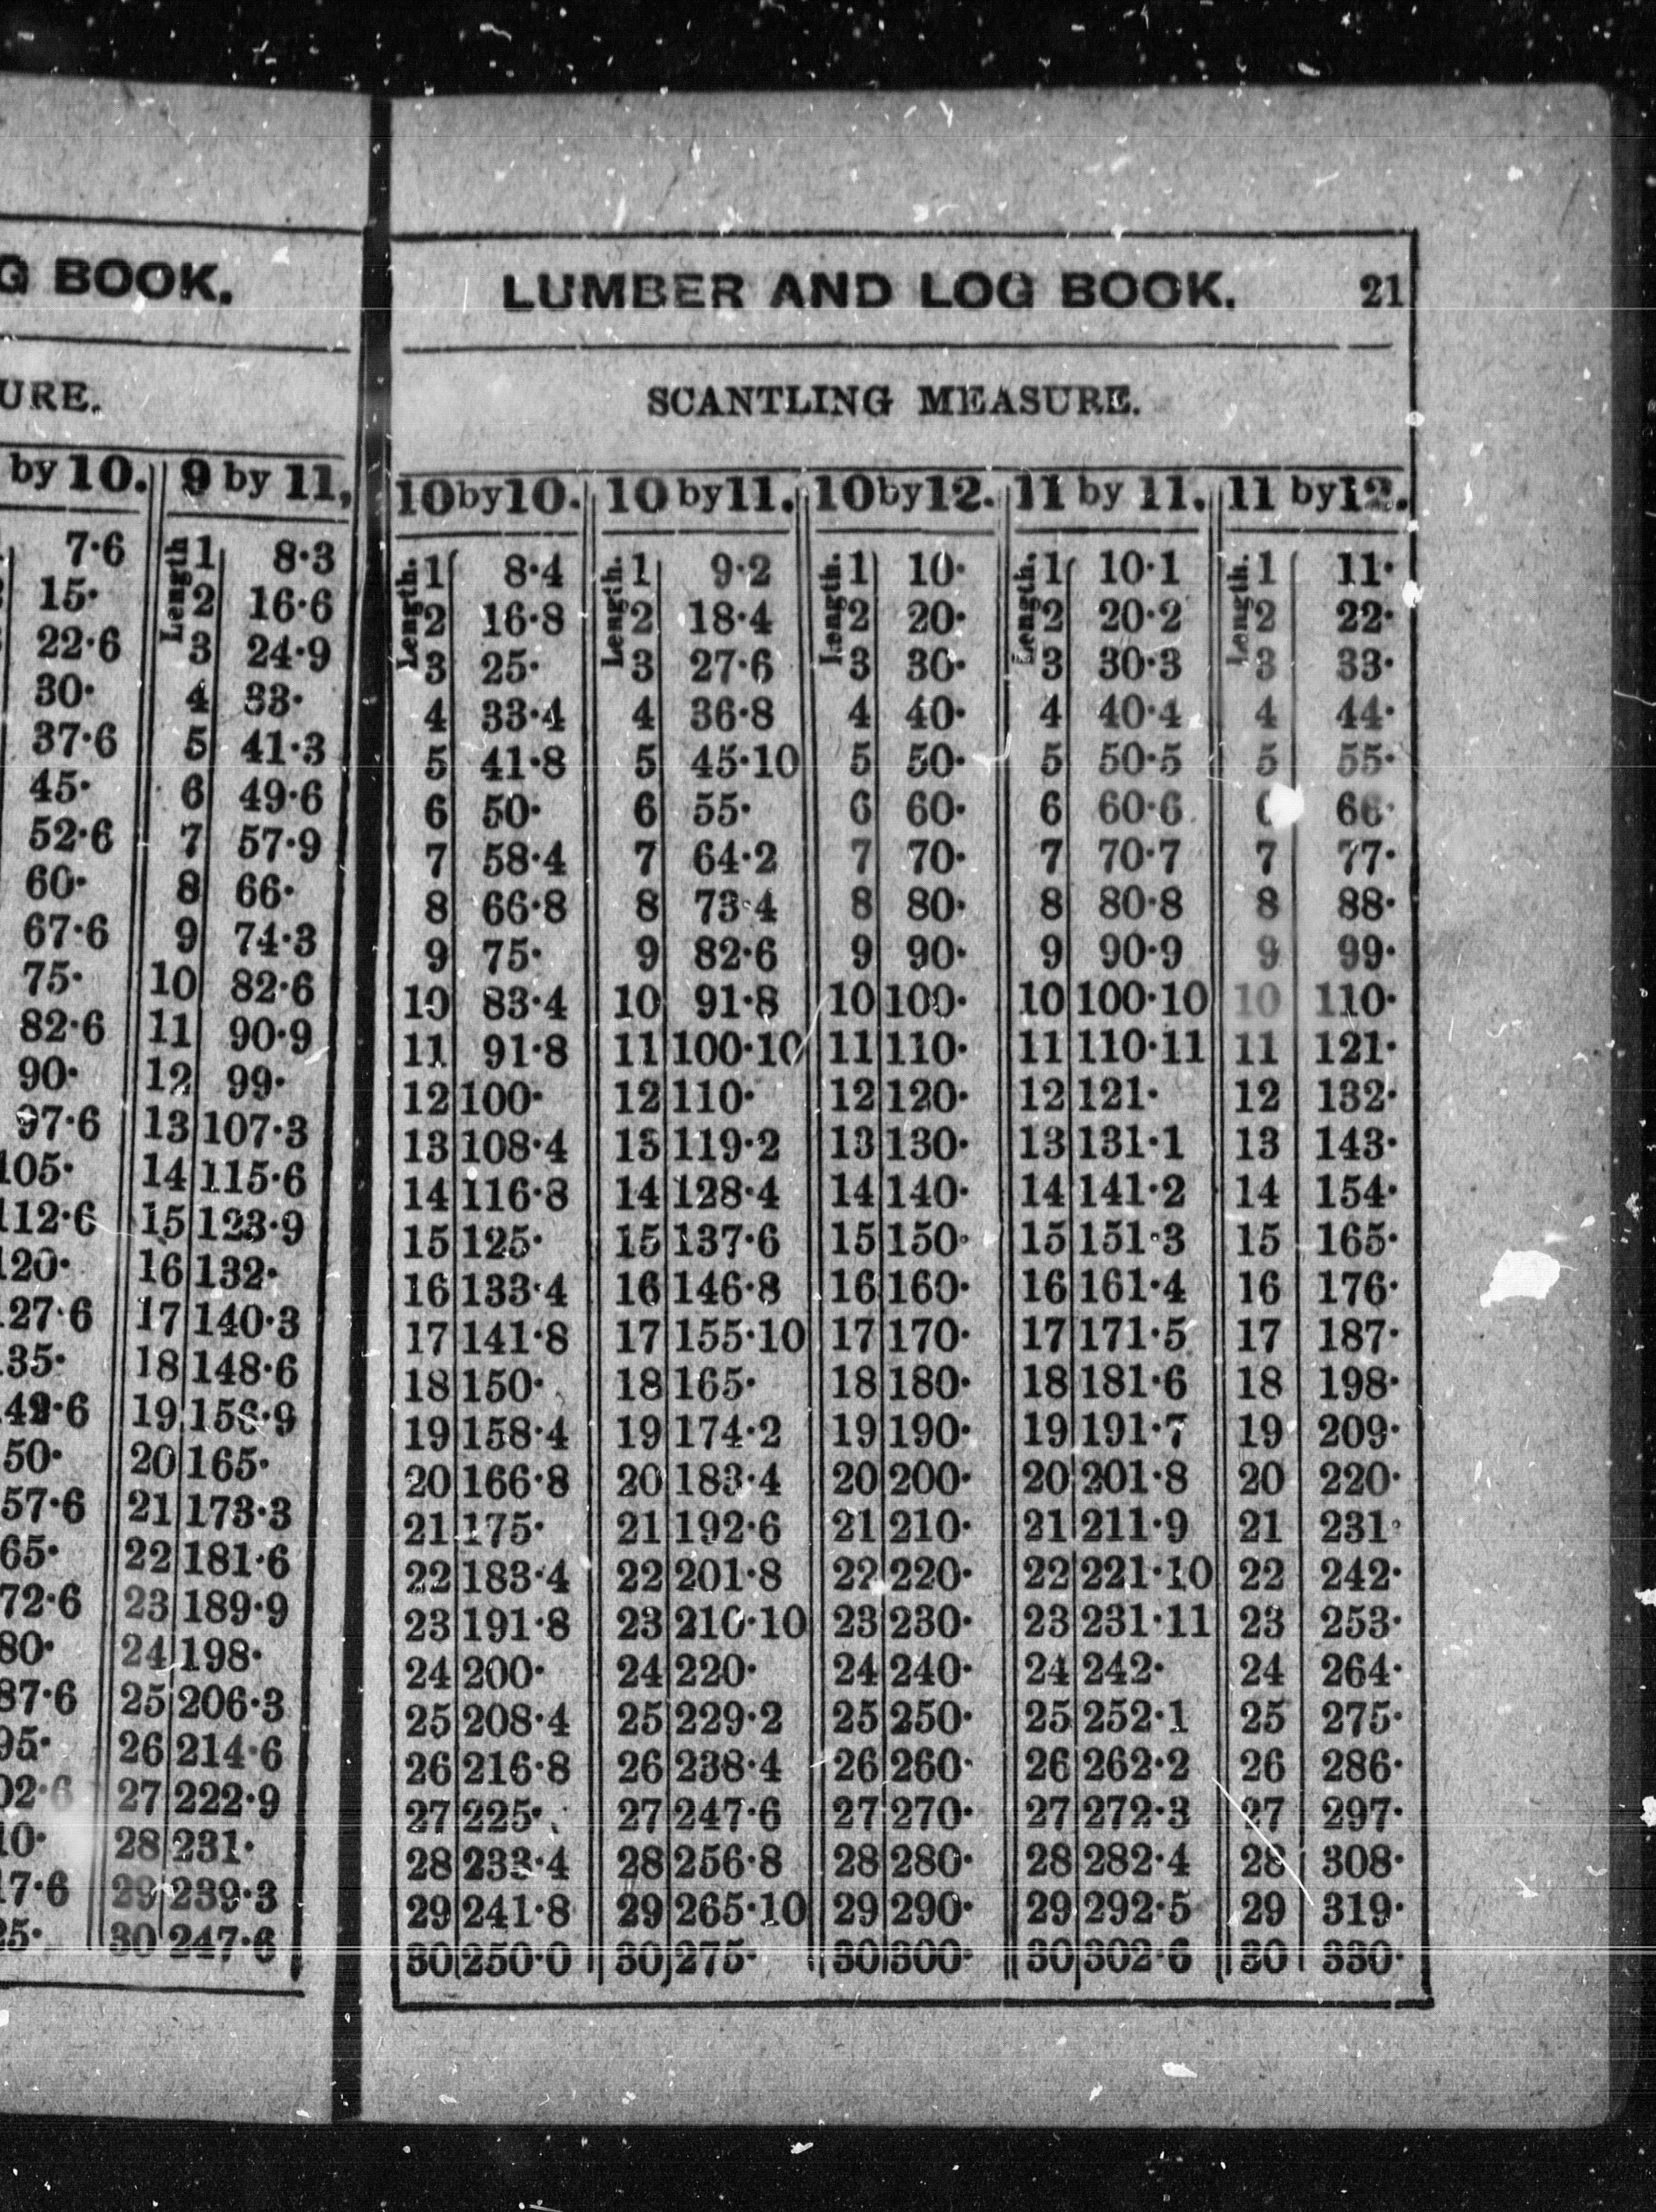 G BOOK.
URE.
by 10. 9 by 11,
7·6 Length 1 8·3
15· 2 16·6
22·6 3 24·9
30· 4 33·
37·6 5 41·3
45· 6 49·6
52·6 7 57·9
60· 8 66·
67·6 9 74·3
75· 10 82·6
82·6 11 90·9
90· 12 99·
97·6 13 107·3
105· 14 115·6
112·6 15 123·9
120· 16 132·
127·6 17 140·3
35· 18 148·6
42·6 19 156·9
50· 20 165·
57·6 21 173·3
65· 22 181·6
72·6 23 189·9
80· 24 198·
87·6 25 206·3
95· 26 214·6
02·6 27 222·9
10· 28 231·
17·6 29 239·3
25· 30 247·6
LUMBER AND LOG BOOK. 21
SCANTLING MEASURE.
10 by 10. 10 by 11. 10 by 12. 11 by 11. 11 by 12.
Length. 1 8·4 Length. 1 9·2 Length. 1 10· Length. 1 10·1 Length. 1 11·
2 16·8 2 18·4 2 20· 2 20·2 2 22·
3 25· 3 27·6 3 30· 3 30·3 3 33·
4 33·4 4 36·8 4 40· 4 40·4 4 44·
5 41·8 5 45·10 5 50· 5 50·5 5 55·
6 50· 6 55· 6 60· 6 60·6 6 66·
7 58·4 7 64·2 7 70· 7 70·7 7 77·
8 66·8 8 73·4 8 80· 8 80·8 8 88·
9 75· 9 82·6 9 90· 9 90·9 9 99·
10 83·4 10 91·8 10 100· 10 100·10 10 110·
11 91·8 11 100·10 11 110· 11 110·11 11 121·
12 100· 12 110· 12 120· 12 121· 12 132·
13 108·4 13 119·2 13 130· 13 131·1 13 143·
14 116·8 14 128·4 14 140· 14 141·2 14 154·
15 125· 15 137·6 15 150· 15 151·3 15 165·
16 133·4 16 146·8 16 160· 16 161·4 16 176·
17 141·8 17 155·10 17 170· 17 171·5 17 187·
18 150· 18 165· 18 180· 18 181·6 18 198·
19 158·4 19 174·2 19 190· 19 191·7 19 209·
20 166·8 20 183·4 20 200· 20 201·8 20 220·
21 175· 21 192·6 21 210· 21 211·9 21 231·
22 183·4 22 201·8 22 220· 22 221·10 22 242·
23 191·8 23 210·10 23 230· 23 231·11 23 253·
24 200· 24 220· 24 240· 24 242· 24 264·
25 208·4 25 229·2 25 250· 25 252·1 25 275·
26 216·8 26 238·4 26 260· 26 262·2 26 286·
27 225· 27 247·6 27 270· 27 272·3 27 297·
28 233·4 28 256·8 28 280· 28 282·4 28 308·
29 241·8 29 265·10 29 290· 29 292·5 29 319·
30 250·0 30 275· 30 300· 30 302·6 30 330·